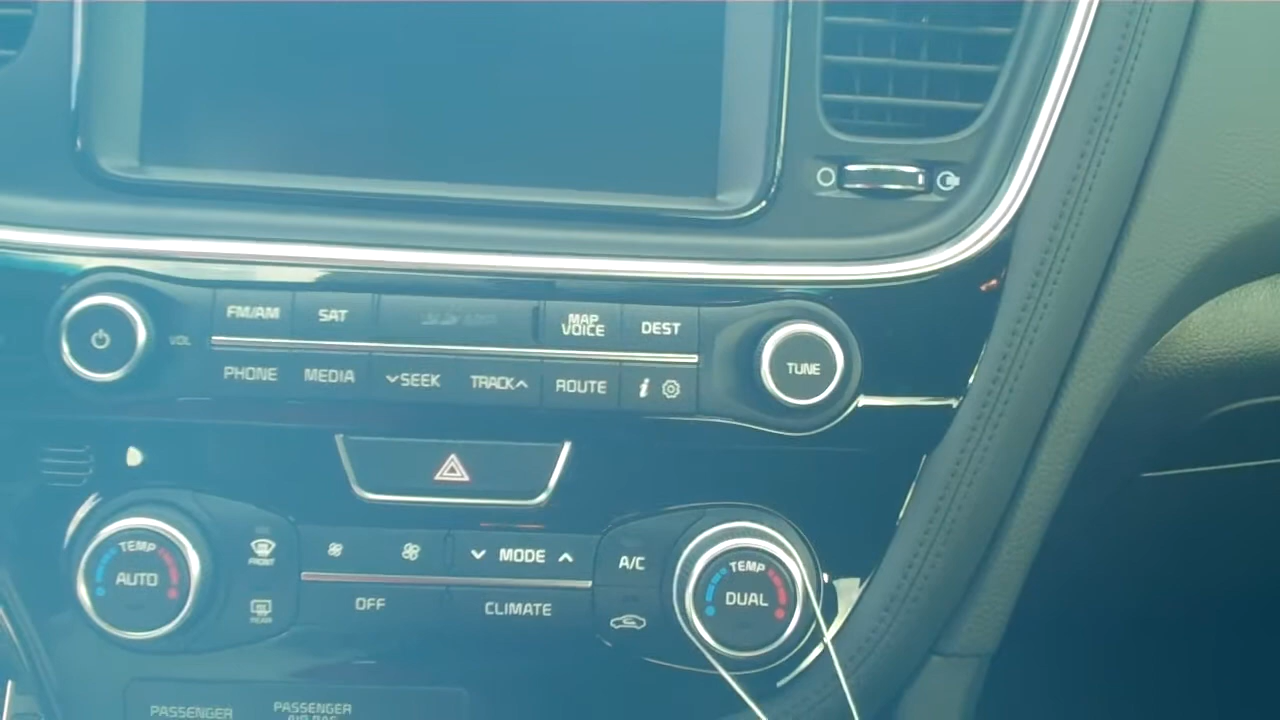 FM/AM
SAT
MAP
VOICE
DEST
VOL
PHONE
MEDIA
SEEK
TRACK
ROUTE
i
TUNE
TEMP
AUTO
FRONT
REAR
MODE
OFF
CLIMATE
A/C
TEMP
DUAL
PASSENGER
PASSENGER
AIR BAG